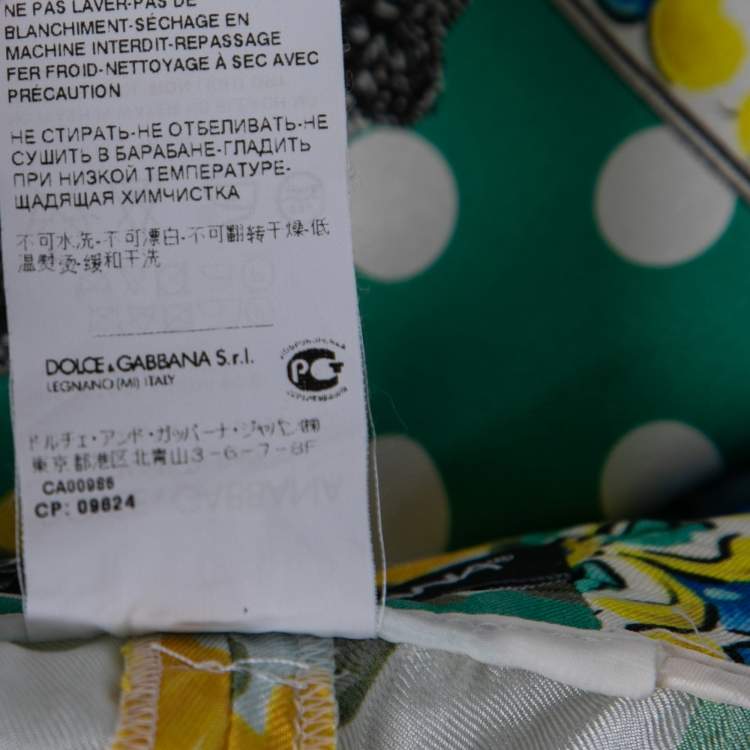 NE PAS LAVER-PAS DE
BLANCHIMENT-SÉCHAGE EN
MACHINE INTERDIT-REPASSAGE
FER FROID-NETTOYAGE À SEC AVEC
PRÉCAUTION
НЕ СТИРАТЬ-НЕ ОТБЕЛИВАТЬ-НЕ
СУШИТЬ В БАРАБАНЕ-ГЛАДИТЬ
ПРИ НИЗКОЙ ТЕМПЕРАТУРЕ-
ЩАДЯЩАЯ ХИМЧИСТКА
不可水洗-不可漂白-不可翻转干燥-低
温熨烫-缓和干洗
DOLCE & GABBANA S.r.l.
LEGNANO (MI) ITALY
РСТ
ドルチェ・アンド・ガッバーナ・ジャパン㈱
東京都港区北青山3-6-7-8F
CA00986
CP: 09624